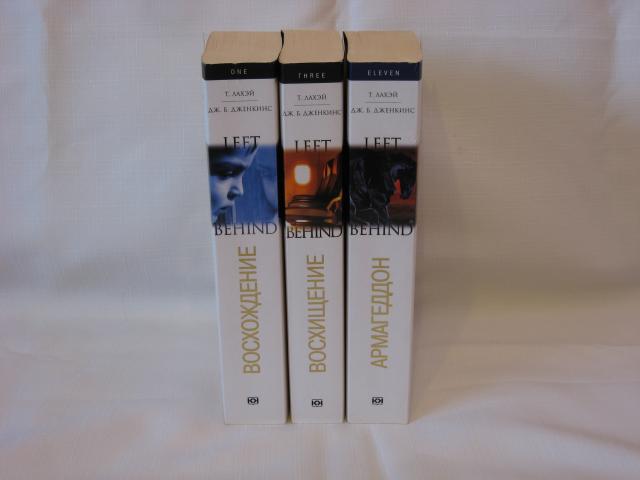 ONE
Т. ЛАХЭЙ
ДЖ. Б. ДЖЕНКИНС
LEFT
BEHIND
ВОСХОЖДЕНИЕ
THREE
Т. ЛАХЭЙ
ДЖ. Б. ДЖЕНКИНС
LEFT
BEHIND
ВОСХИЩЕНИЕ
ELEVEN
Т. ЛАХЭЙ
ДЖ. Б. ДЖЕНКИНС
LEFT
BEHIND
АРМАГЕДДОН